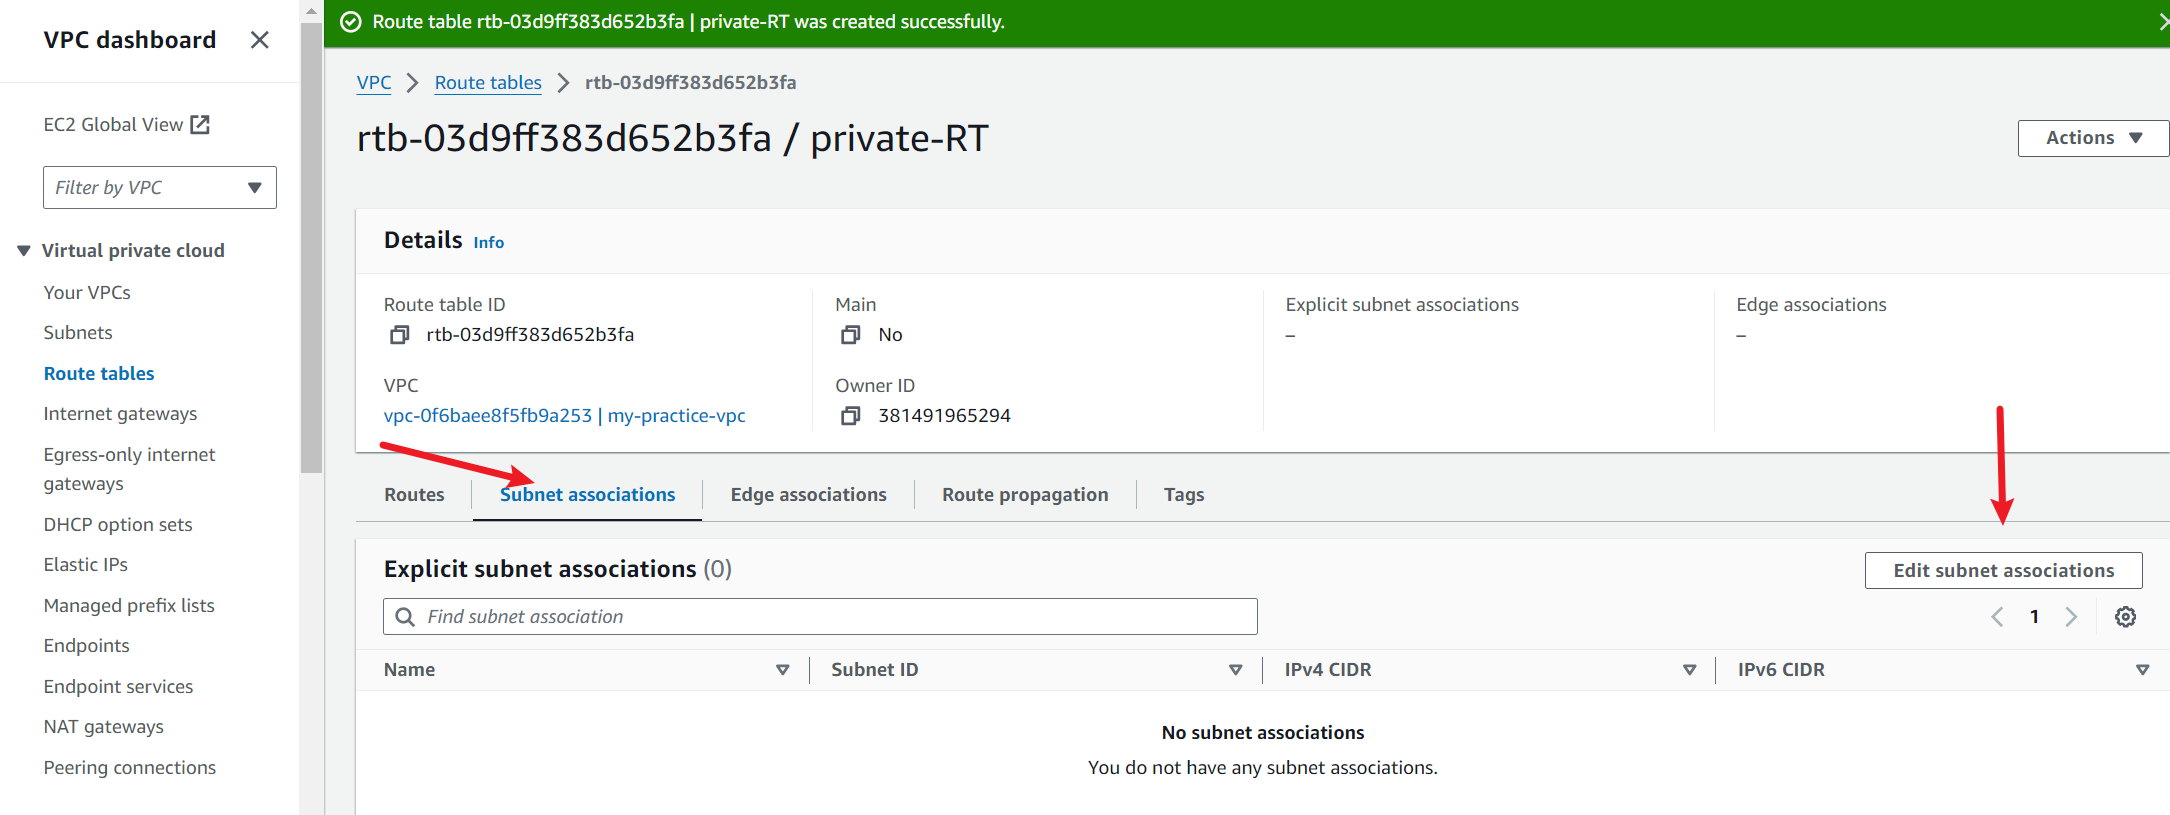 Route table rtb-03d9ff383d652b3fa | private-RT was created successfully.
VPC dashboard
EC2 Global View
Filter by VPC
Virtual private cloud
Your VPCs
Subnets
Route tables
Internet gateways
Egress-only internet
gateways
DHCP option sets
Elastic IPs
Managed prefix lists
Endpoints
Endpoint services
NAT gateways
Peering connections
VPC
Route tables
rtb-03d9ff383d652b3fa
rtb-03d9ff383d652b3fa / private-RT
Actions
Details Info
Route table ID
rtb-03d9ff383d652b3fa
Main
No
Explicit subnet associations
–
Edge associations
–
VPC
vpc-0f6baee8f5fb9a253 | my-practice-vpc
Owner ID
381491965294
Routes
Subnet associations
Edge associations
Route propagation
Tags
Explicit subnet associations (0)
Edit subnet associations
Find subnet association
1
Name
Subnet ID
IPv4 CIDR
IPv6 CIDR
No subnet associations
You do not have any subnet associations.